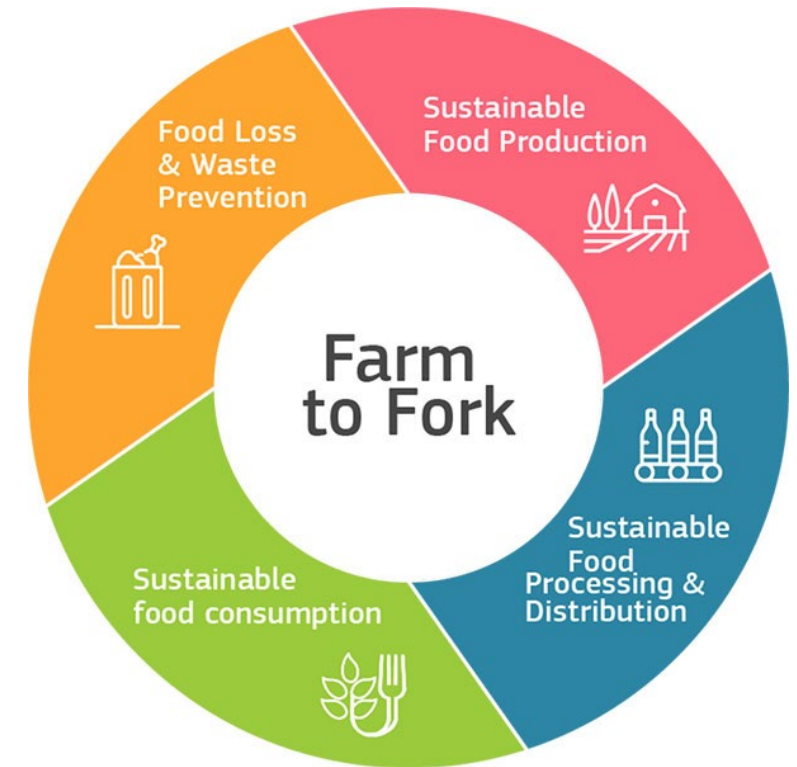 Sustainable
Food Production
Food Loss
& Waste
Prevention
Farm
to Fork
Sustainable
Food
Processing &
Distribution
Sustainable
food consumption